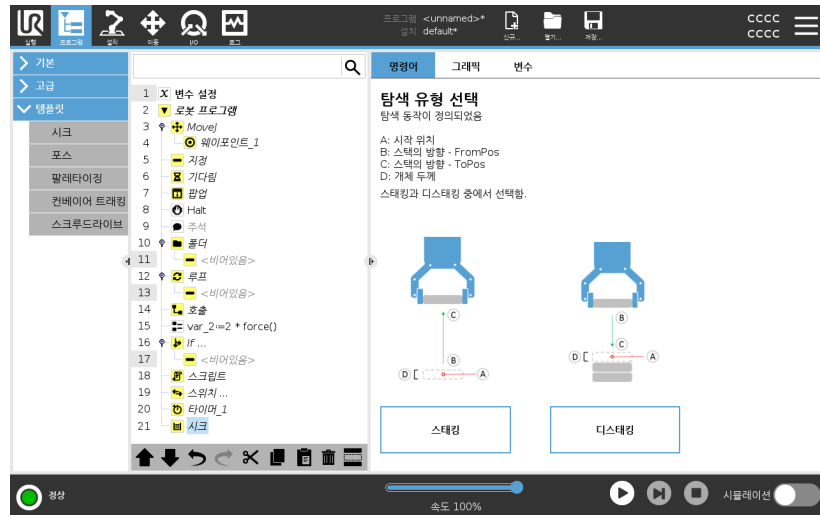 프로그램 <unnamed>*
설치 default*
실행
프로그램
설치
이동
I/O
로그
신규...
열기...
저장...
cccc
cccc
기본
고급
템플릿
시크
포스
팔레타이징
컨베이어 트래킹
스크루드라이브
1 X 변수 설정
2 로봇 프로그램
3 MoveJ
4 웨이포인트_1
5 지정
6 기다림
7 팝업
8 Halt
9 주석
10 폴더
11 <비어있음>
12 루프
13 <비어있음>
14 호출
15 var_2:=2 * force()
16 If ...
17 <비어있음>
18 스크립트
19 스위치 ...
20 타이머_1
21 시크
명령어 그래픽 변수
탐색 유형 선택
탐색 동작이 정의되었음
A: 시작 위치
B: 스택의 방향 - FromPos
C: 스택의 방향 - ToPos
D: 개체 두께
스태킹과 디스태킹 중에서 선택함.
C
B
D A
B
C
D A
스태킹
디스태킹
정상
속도 100%
시뮬레이션